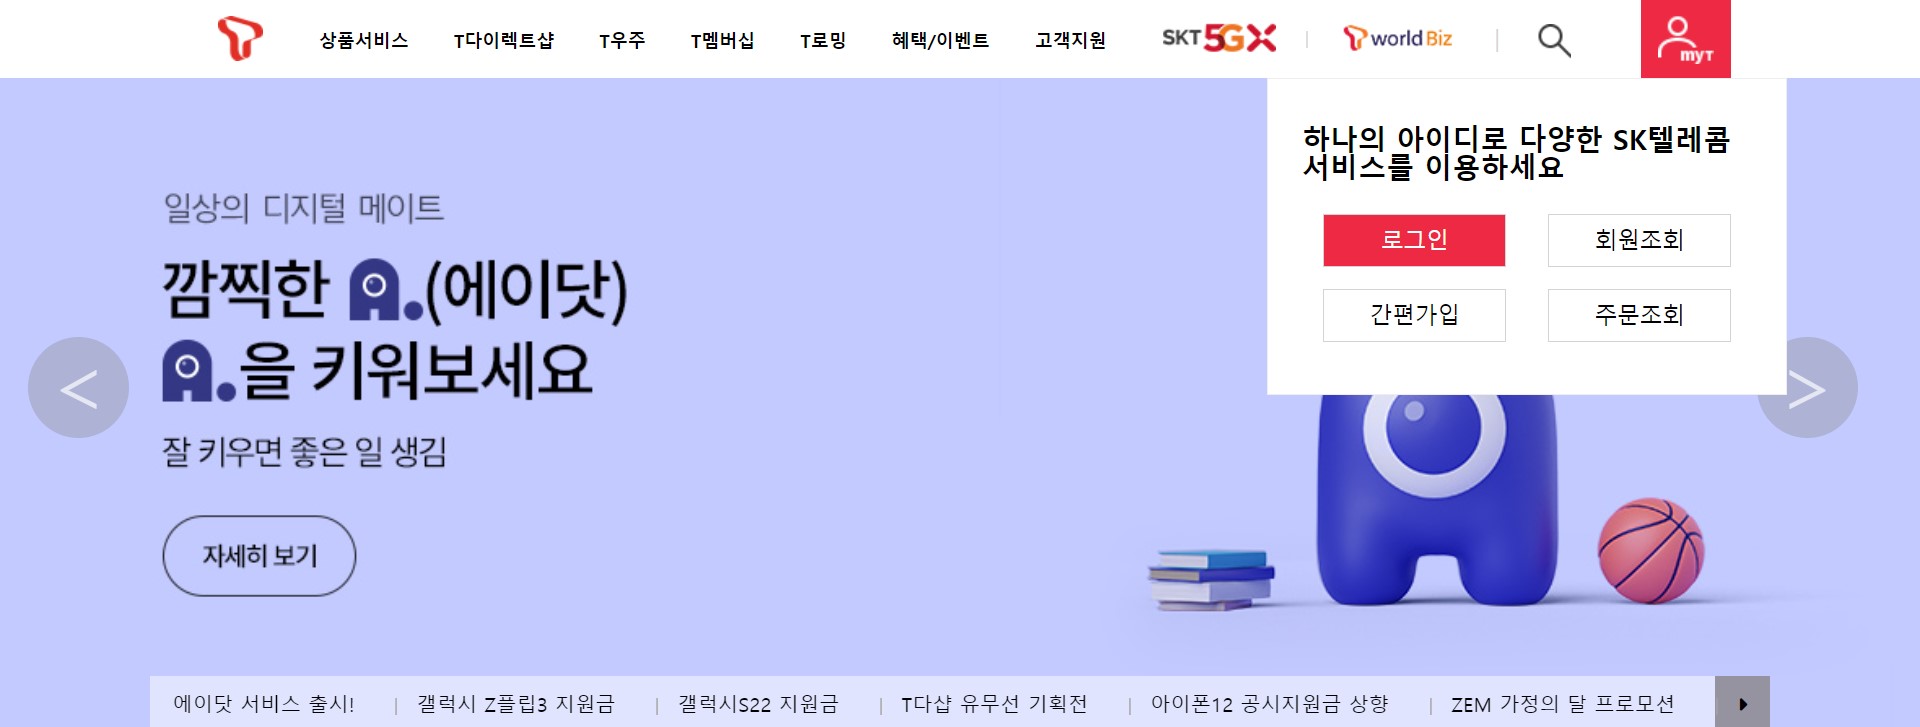 상품서비스 T다이렉트샵 T우주 T멤버십 T로밍 혜택/이벤트 고객지원 SKT 5GX | T world Biz | myT
하나의 아이디로 다양한 SK텔레콤
서비스를 이용하세요
로그인 회원조회
간편가입 주문조회
일상의 디지털 메이트
깜찍한 A.(에이닷)
A.을 키워보세요
잘 키우면 좋은 일 생김
자세히 보기
< >
에이닷 서비스 출시! | 갤럭시 Z플립3 지원금 | 갤럭시S22 지원금 | T다샵 유무선 기획전 | 아이폰12 공시지원금 상향 | ZEM 가정의 달 프로모션